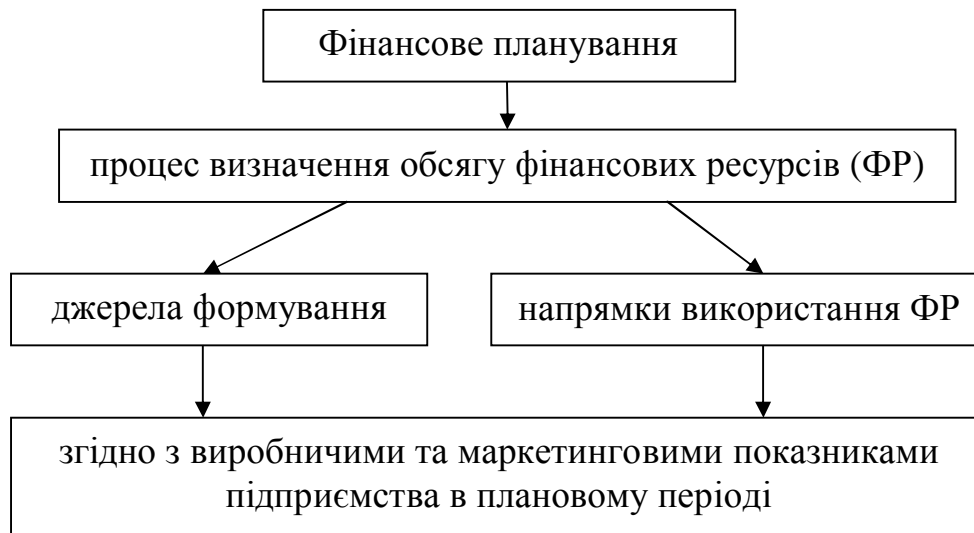 Фінансове планування
процес визначення обсягу фінансових ресурсів (ФР)
джерела формування
напрямки використання ФР
згідно з виробничими та маркетинговими показниками
підприємства в плановому періоді